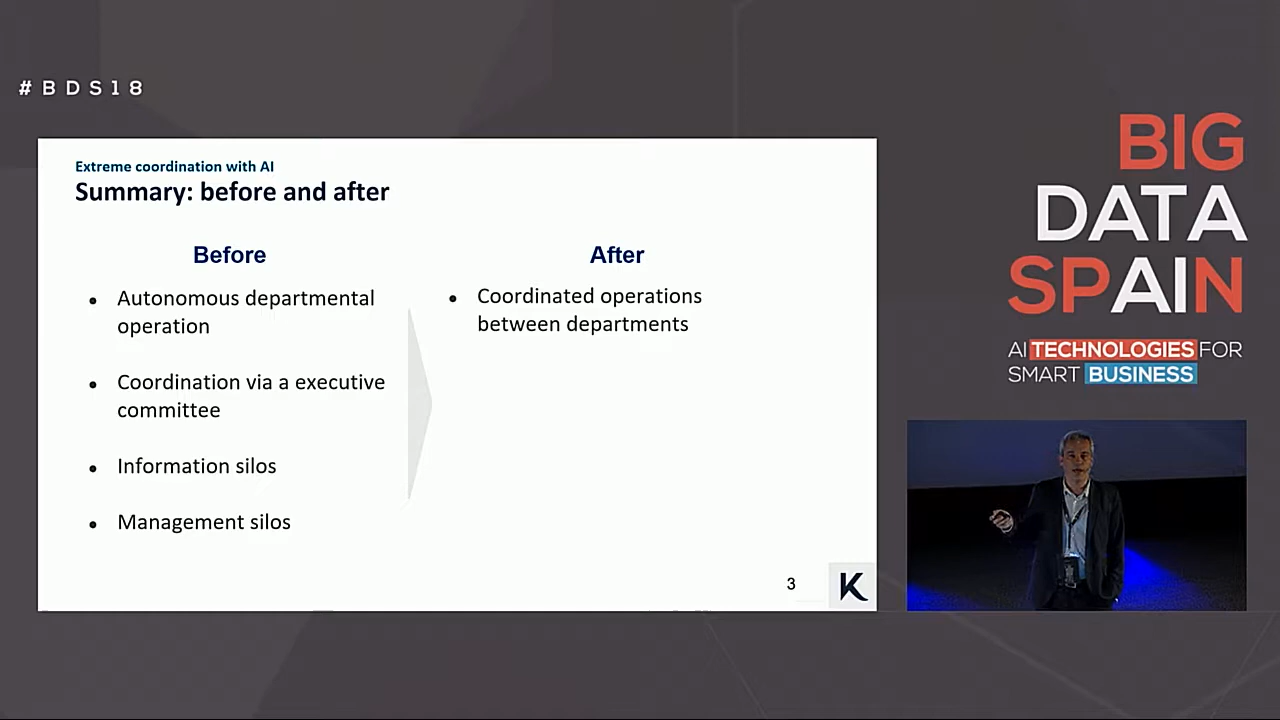 #BDS18
Extreme coordination with AI
Summary: before and after
Before
• Autonomous departmental
operation
• Coordination via a executive
committee
• Information silos
• Management silos
After
• Coordinated operations
between departments
3
K
BIG
DATA
SPAIN
AI TECHNOLOGIES FOR
SMART BUSINESS